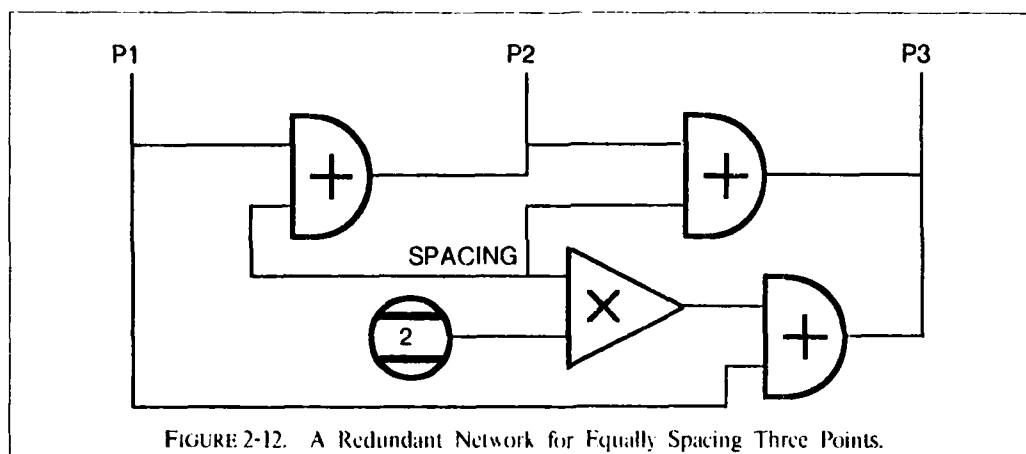 P1 P2 P3
+ +
SPACING
×
2
+
FIGURE 2-12. A Redundant Network for Equally Spacing Three Points.